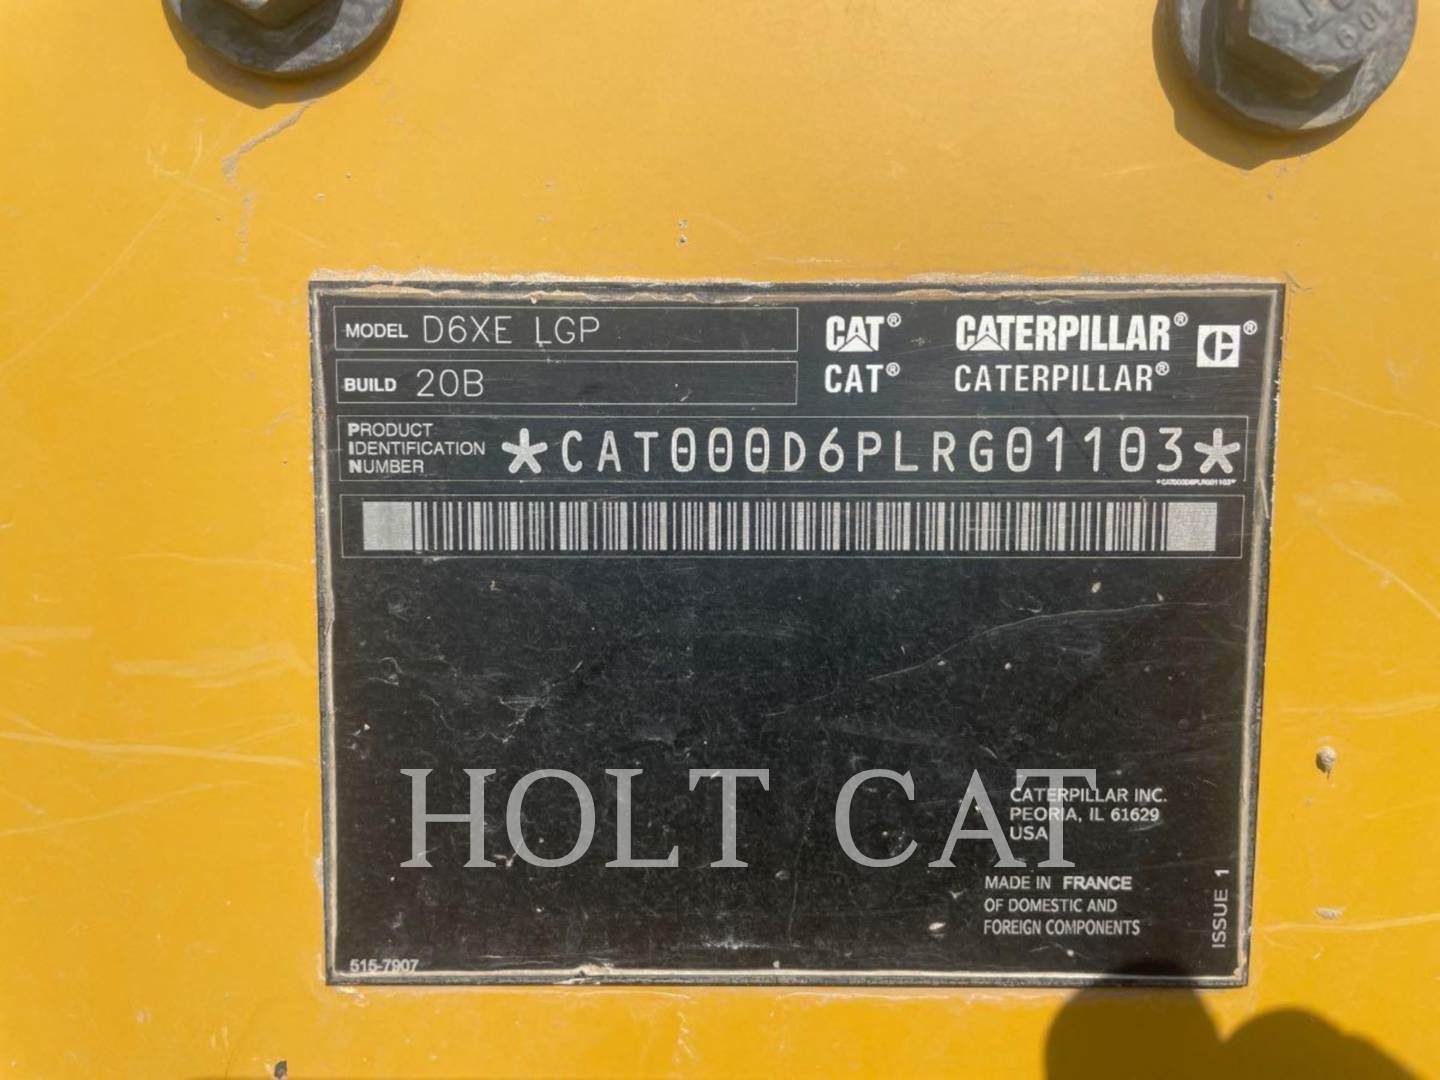 MODEL D6XE LGP
BUILD 20B
CAT® CATERPILLAR® ®
CAT® CATERPILLAR®
PRODUCT
IDENTIFICATION
NUMBER
*CAT000D6PLRG01103*
*CAT000D6PLRG01103*
HOLT CAT
CATERPILLAR INC.
PEORIA, IL 61629
USA
MADE IN FRANCE
OF DOMESTIC AND
FOREIGN COMPONENTS
ISSUE 1
515-7907